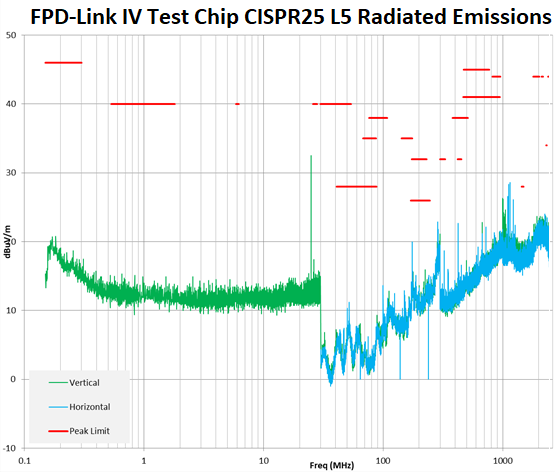 FPD-Link IV Test Chip CISPR25 L5 Radiated Emissions
50
40
30
20
10
0
-10
dBuV/m
Vertical
Horizontal
Peak Limit
0.1
1
10
100
1000
Freq (MHz)